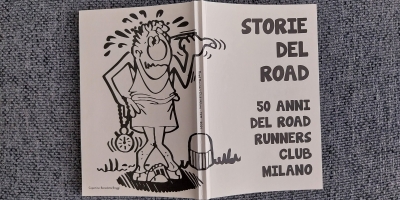 STORIE
DEL
ROAD
50 ANNI
DEL ROAD
RUNNERS
CLUB
MILANO